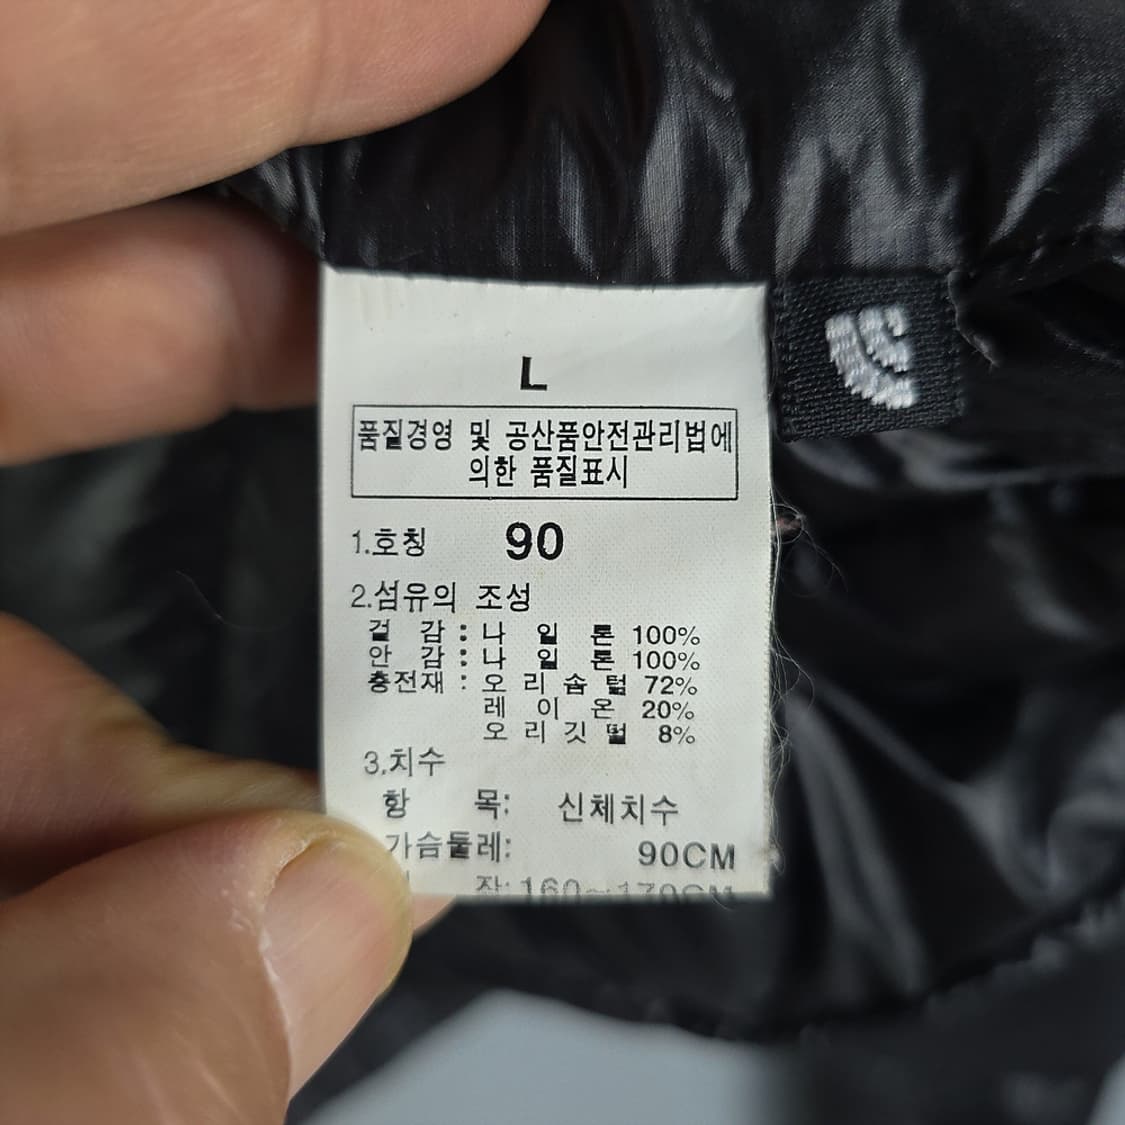 L
품질경영 및 공산품안전관리법에
의한 품질표시
1.호칭 90
2.섬유의 조성
겉 감 : 나 일 론 100%
안 감 : 나 일 론 100%
충전재 : 오 리 솜 털 72%
레 이 온 20%
오 리 깃 털 8%
3.치수
항 목: 신체치수
가슴둘레: 90CM
장: 160~170CM